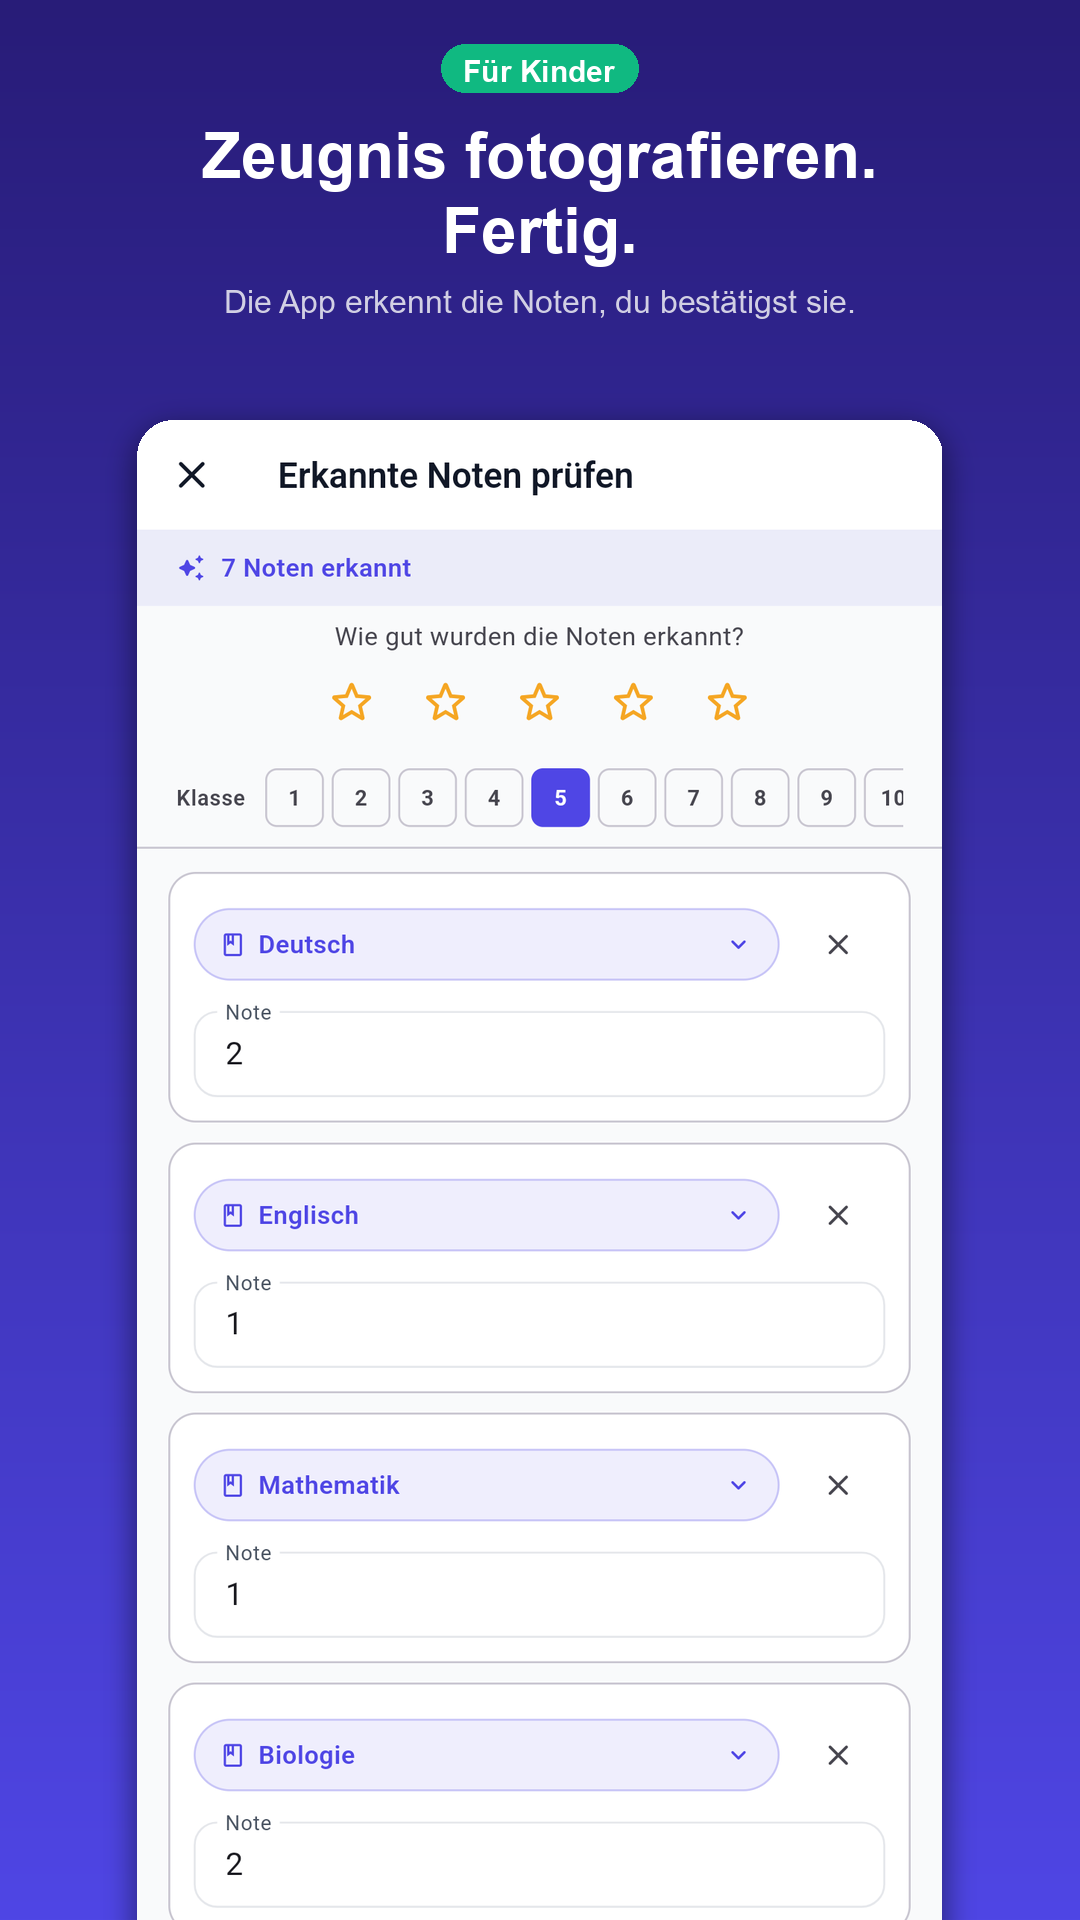 Für Kinder
Zeugnis fotografieren.
Fertig.
Die App erkennt die Noten, du bestätigst sie.
Erkannte Noten prüfen
7 Noten erkannt
Wie gut wurden die Noten erkannt?
Klasse 1 2 3 4 5 6 7 8 9 10
Deutsch
Note
2
Englisch
Note
1
Mathematik
Note
1
Biologie
Note
2